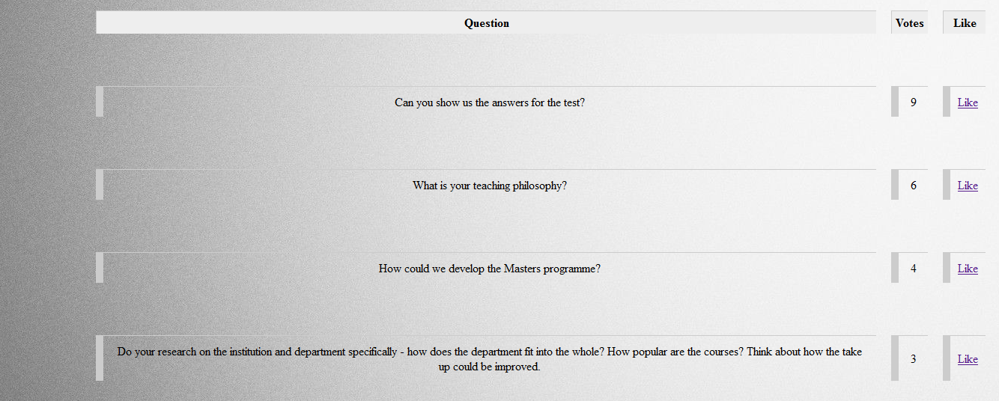 Question Votes Like
Can you show us the answers for the test? 9 Like
What is your teaching philosophy? 6 Like
How could we develop the Masters programme? 4 Like
Do your research on the institution and department specifically - how does the department fit into the whole? How popular are the courses? Think about how the take
up could be improved. 3 Like